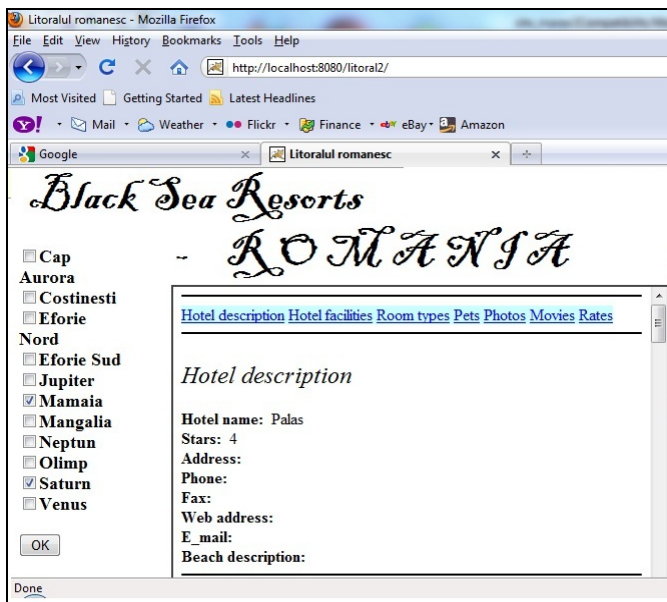 Litoralul romanesc - Mozilla Firefox
File Edit View History Bookmarks Tools Help
http://localhost:8080/litoral2/
Most Visited Getting Started Latest Headlines
Y! Mail Weather Flickr Finance eBay Amazon
Google Litoralul romanesc
Black Sea Resorts
- ROMANIA
Cap
Aurora
Costinesti
Eforie
Nord
Eforie Sud
Jupiter
Mamaia
Mangalia
Neptun
Olimp
Saturn
Venus
OK
Hotel description Hotel facilities Room types Pets Photos Movies Rates
Hotel description
Hotel name: Palas
Stars: 4
Address:
Phone:
Fax:
Web address:
E_mail:
Beach description:
Done